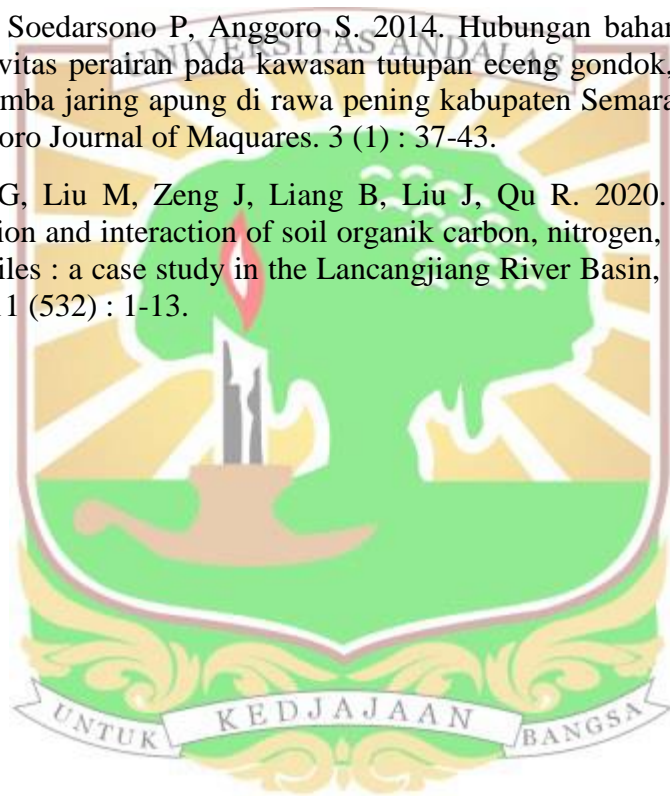 Soedarsono P, Anggoro S. 2014. Hubungan bahan
UNIVERSITAS ANDALAS
vitas perairan pada kawasan tutupan eceng gondok,
mba jaring apung di rawa pening kabupaten Semara
oro Journal of Maquares. 3 (1) : 37-43.
G, Liu M, Zeng J, Liang B, Liu J, Qu R. 2020.
ion and interaction of soil organik carbon, nitrogen,
iles : a case study in the Lancangjiang River Basin,
11 (532) : 1-13.
UNTUK KEDJAJAAN BANGSA